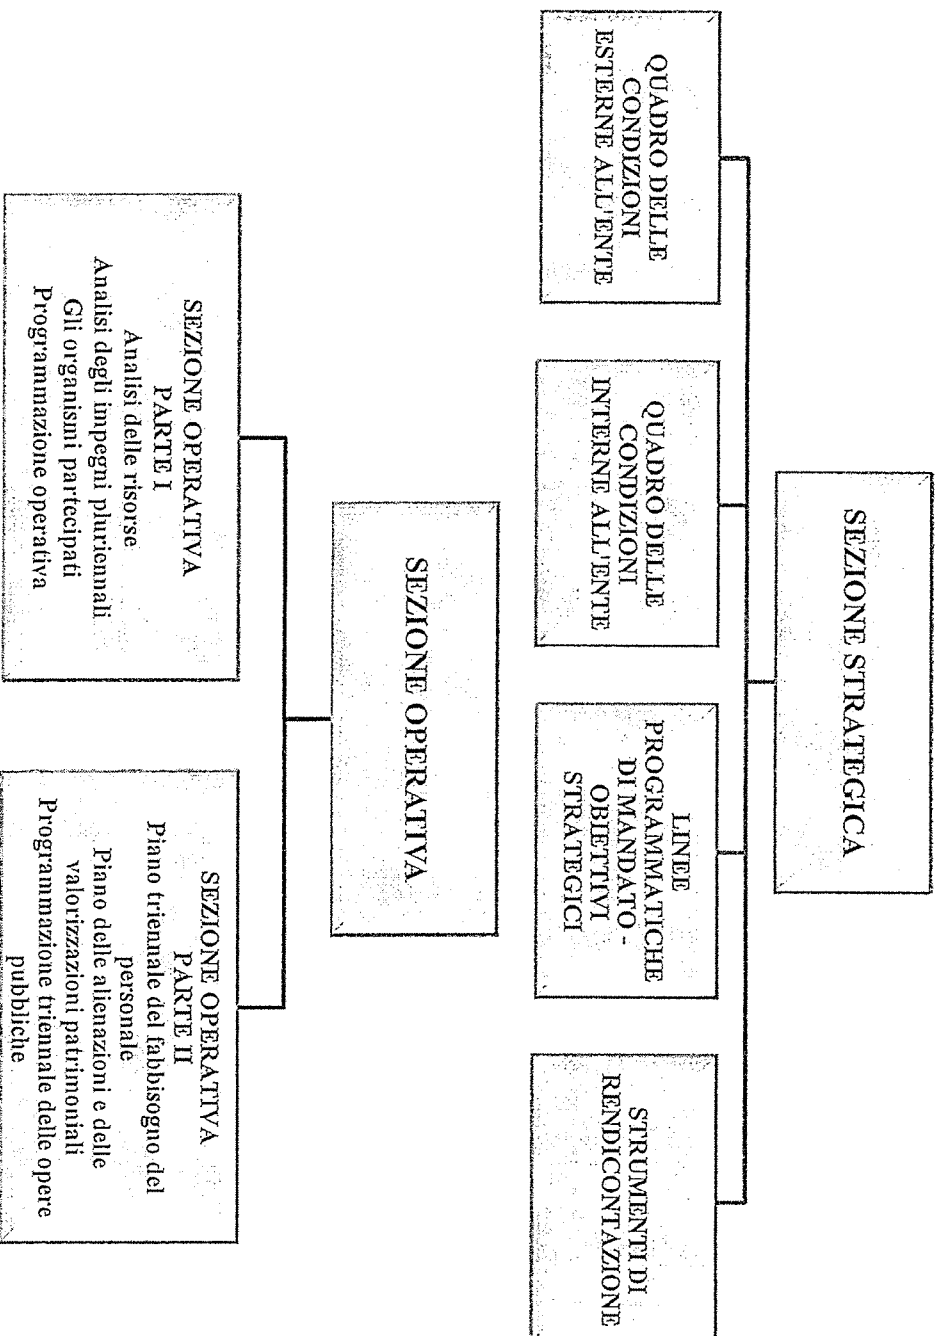 SEZIONE STRATEGICA
QUADRO DELLE
CONDIZIONI
ESTERNE ALL'ENTE
QUADRO DELLE
CONDIZIONI
INTERNE ALL'ENTE
LINEE
PROGRAMMATICHE
DI MANDATO -
OBIETTIVI
STRATEGICI
STRUMENTI DI
RENDICONTAZIONE
SEZIONE OPERATIVA
SEZIONE OPERATIVA
PARTE I
Analisi delle risorse
Analisi degli impegni pluriennali
Gli organismi partecipati
Programmazione operativa
SEZIONE OPERATIVA
PARTE II
Piano triennale del fabbisogno del
personale
Piano delle alienazioni e delle
valorizzazioni patrimoniali
Programmazione triennale delle opere
pubbliche